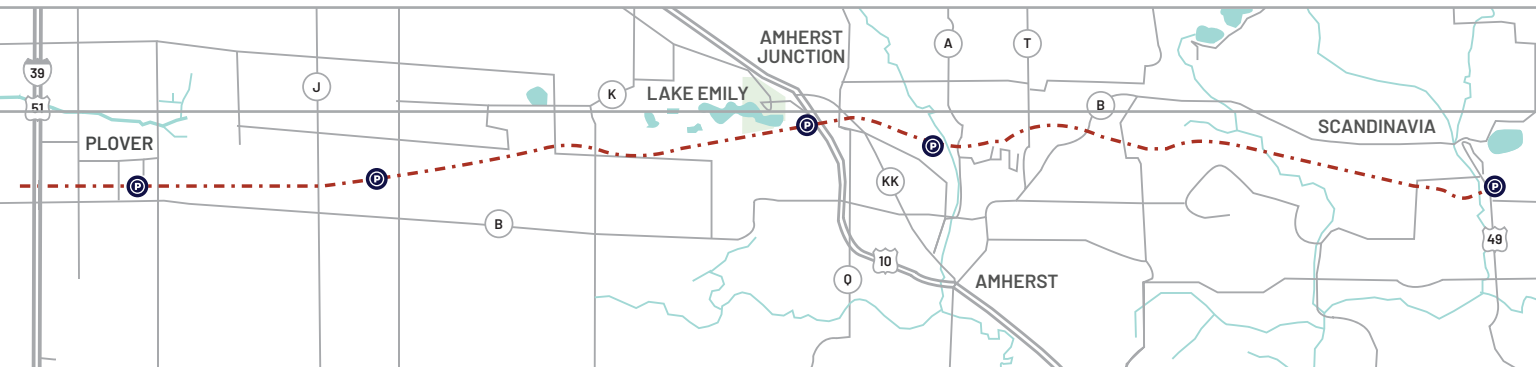 AMHERST
JUNCTION
A
T
39
J
K
LAKE EMILY
51
B
P
SCANDINAVIA
PLOVER
P
P
KK
P
P
B
49
10
Q
AMHERST